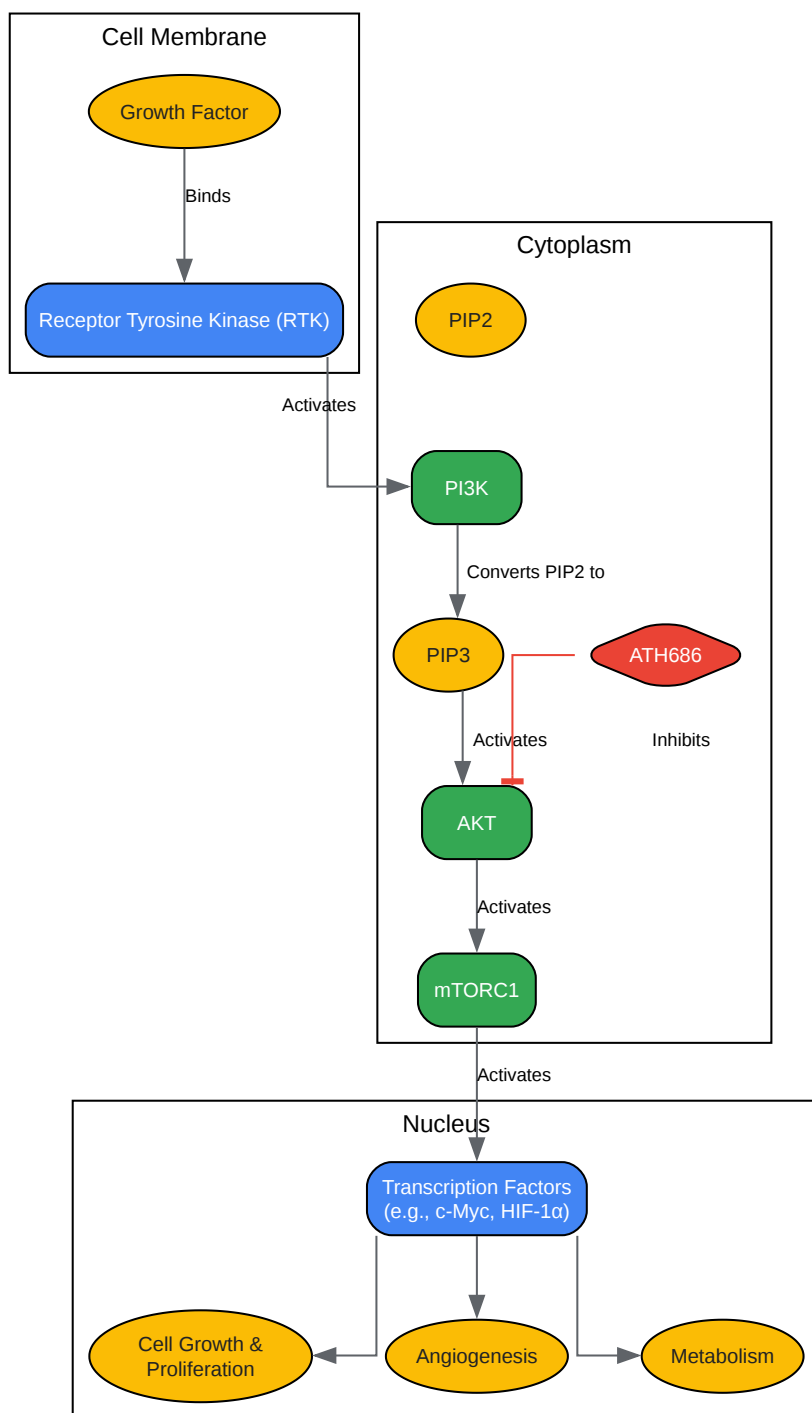 Cell Membrane
Growth Factor
Binds
Receptor Tyrosine Kinase (RTK)
Activates
Cytoplasm
PIP2
PI3K
Converts PIP2 to
PIP3
ATH686
Activates
Inhibits
AKT
Activates
mTORC1
Activates
Nucleus
Transcription Factors
(e.g., c-Myc, HIF-1α)
Cell Growth &
Proliferation
Angiogenesis
Metabolism